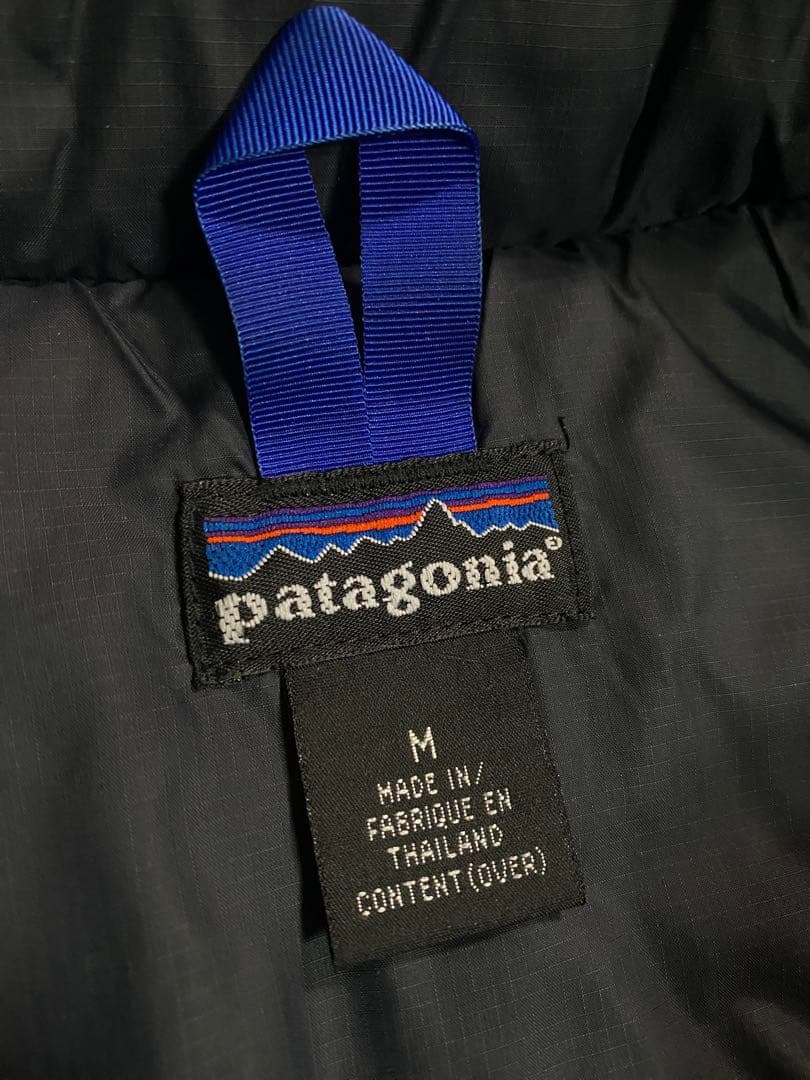 patagonia®
M
MADE IN/
FABRIQUE EN
THAILAND
CONTENT(OVER)